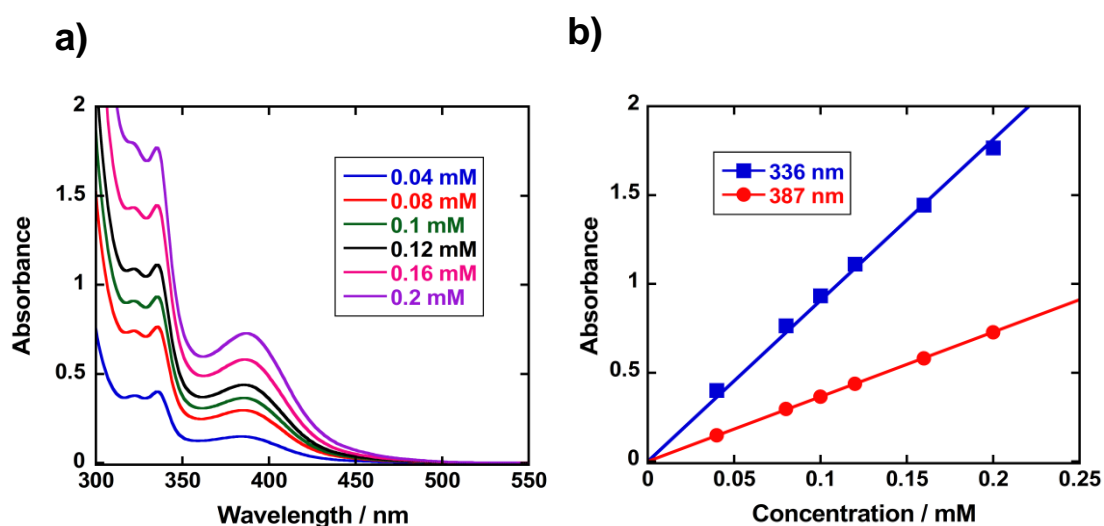 a)
2
1.5
1
0.5
0
Absorbance
300 350 400 450 500 550
Wavelength / nm
0.04 mM
0.08 mM
0.1 mM
0.12 mM
0.16 mM
0.2 mM
b)
2
1.5
1
0.5
0
Absorbance
0 0.05 0.1 0.15 0.2 0.25
Concentration / mM
336 nm
387 nm